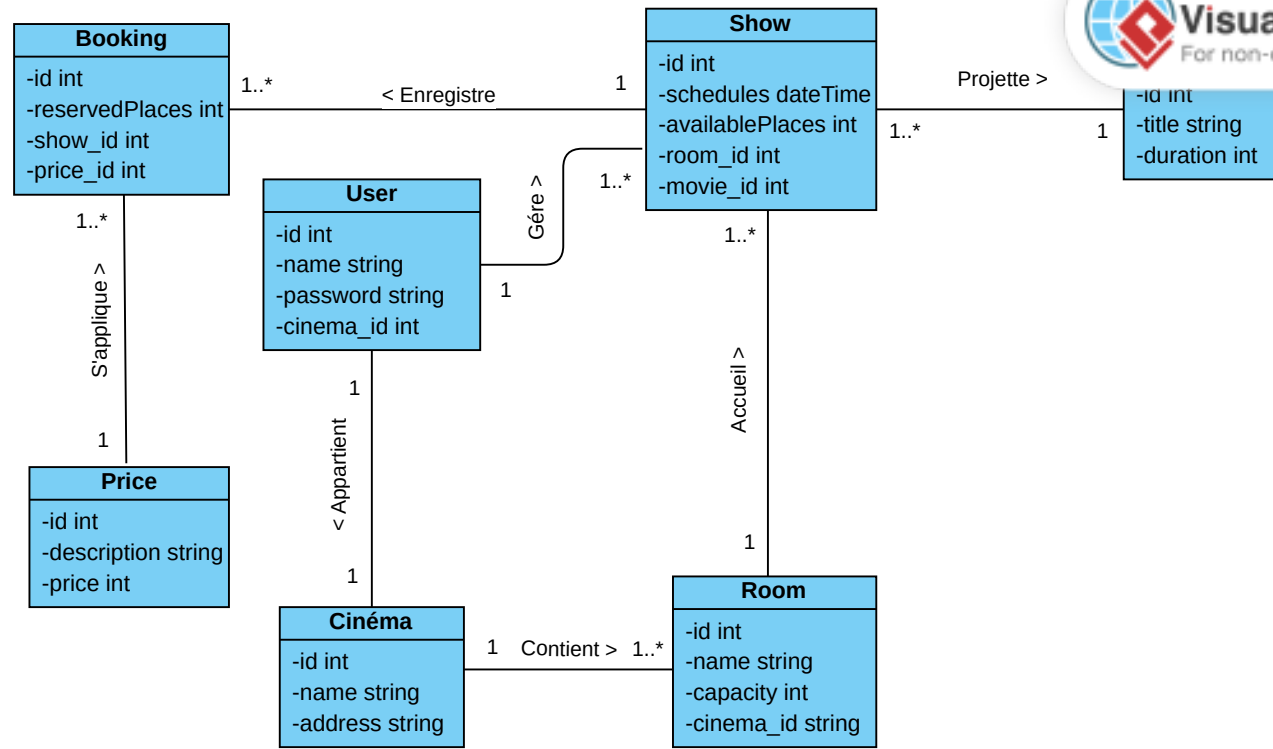 Booking
-id int
-reservedPlaces int
-show_id int
-price_id int
1..*
< Enregistre
1
Show
-id int
-schedules dateTime
-availablePlaces int
-room_id int
-movie_id int
Projette >
1..*
1
For non-
-id int
-title string
-duration int
User
-id int
-name string
-password string
-cinema_id int
Gére >
1..*
1
1..*
S'applique >
1
Price
-id int
-description string
-price int
1
< Appartient
1
1..*
Accueil >
1
Cinéma
-id int
-name string
-address string
1
Contient >
1..*
Room
-id int
-name string
-capacity int
-cinema_id string